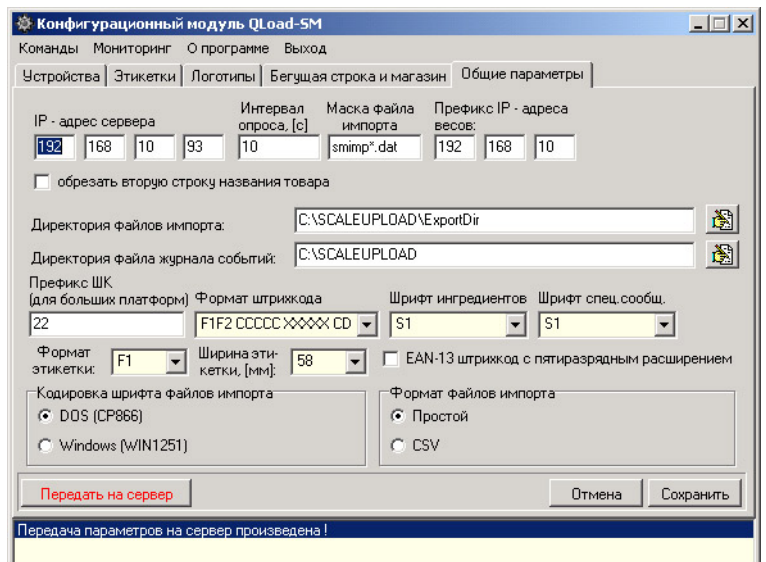 Конфигурационный модуль QLoad-SM
Команды Мониторинг О программе Выход
Устройства Этикетки Логотипы Бегущая строка и магазин Общие параметры
IP - адрес сервера
Интервал опроса, [с]
Маска файла импорта
Префикс IP - адреса весов:
192 168 10 93 10 smimp*.dat 192 168 10
обрезать вторую строку названия товара
Директория файлов импорта: C:\SCALEUPLOAD\ExportDir
Директория файла журнала событий: C:\SCALEUPLOAD
Префикс ШК
(для больших платформ) Формат штрихкода Шрифт ингредиентов Шрифт спец.сообщ.
22 F1F2 CCCCC XXXXX CD S1 S1
Формат этикетки: F1 Ширина эти-кетки, [мм]: 58 EAN-13 штрихкод с пятиразрядным расширением
Кодировка шрифта файлов импорта Формат файлов импорта
DOS (CP866) Простой
Windows (WIN1251) CSV
Передать на сервер Отмена Сохранить
Передача параметров на сервер произведена !